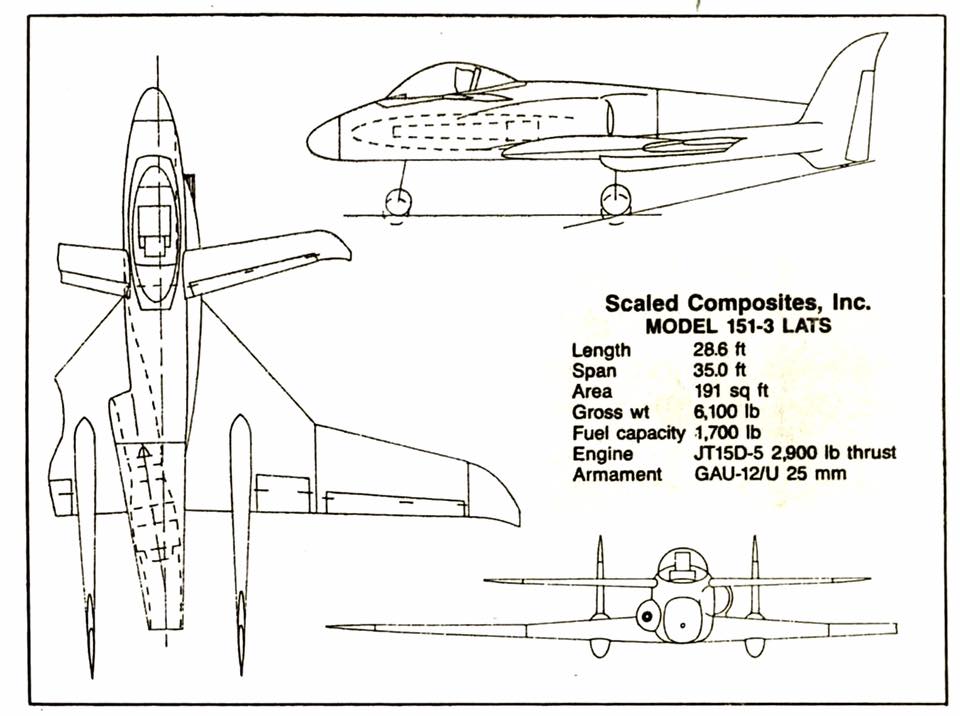 Scaled Composites, Inc.
MODEL 151-3 LATS
Length 28.6 ft
Span 35.0 ft
Area 191 sq ft
Gross wt 6,100 lb
Fuel capacity 1,700 lb
Engine JT15D-5 2,900 lb thrust
Armament GAU-12/U 25 mm